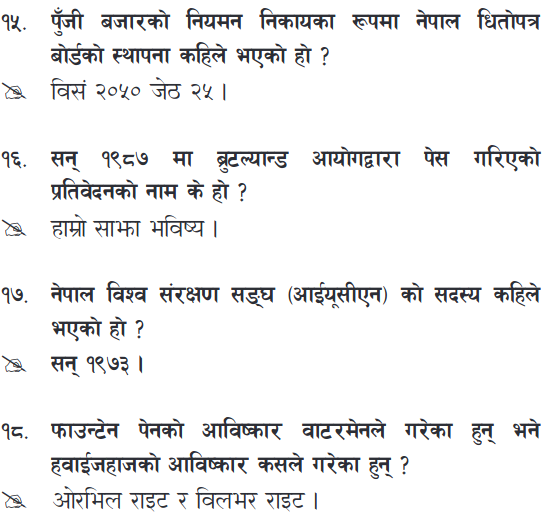 १५. पुँजी बजारको नियमन निकायका रूपमा नेपाल धितोपत्र
बोर्डको स्थापना कहिले भएको हो ?
विसं २०५० जेठ २५ ।
१६. सन् १९८७ मा ब्रुटल्यान्ड आयोगद्वारा पेस गरिएको
प्रतिवेदनको नाम के हो ?
हाम्रो साझा भविष्य ।
१७. नेपाल विश्व संरक्षण सङ्घ (आईयूसीएन) को सदस्य कहिले
भएको हो ?
सन् १९७३ ।
१८. फाउन्टेन पेनको आविष्कार वाटरमेनले गरेका हुन् भने
हवाईजहाजको आविष्कार कसले गरेका हुन् ?
ओरभिल राइट र विलभर राइट ।